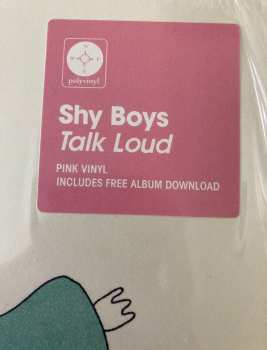 polyvinyl
Shy Boys
Talk Loud
PINK VINYL
INCLUDES FREE ALBUM DOWNLOAD